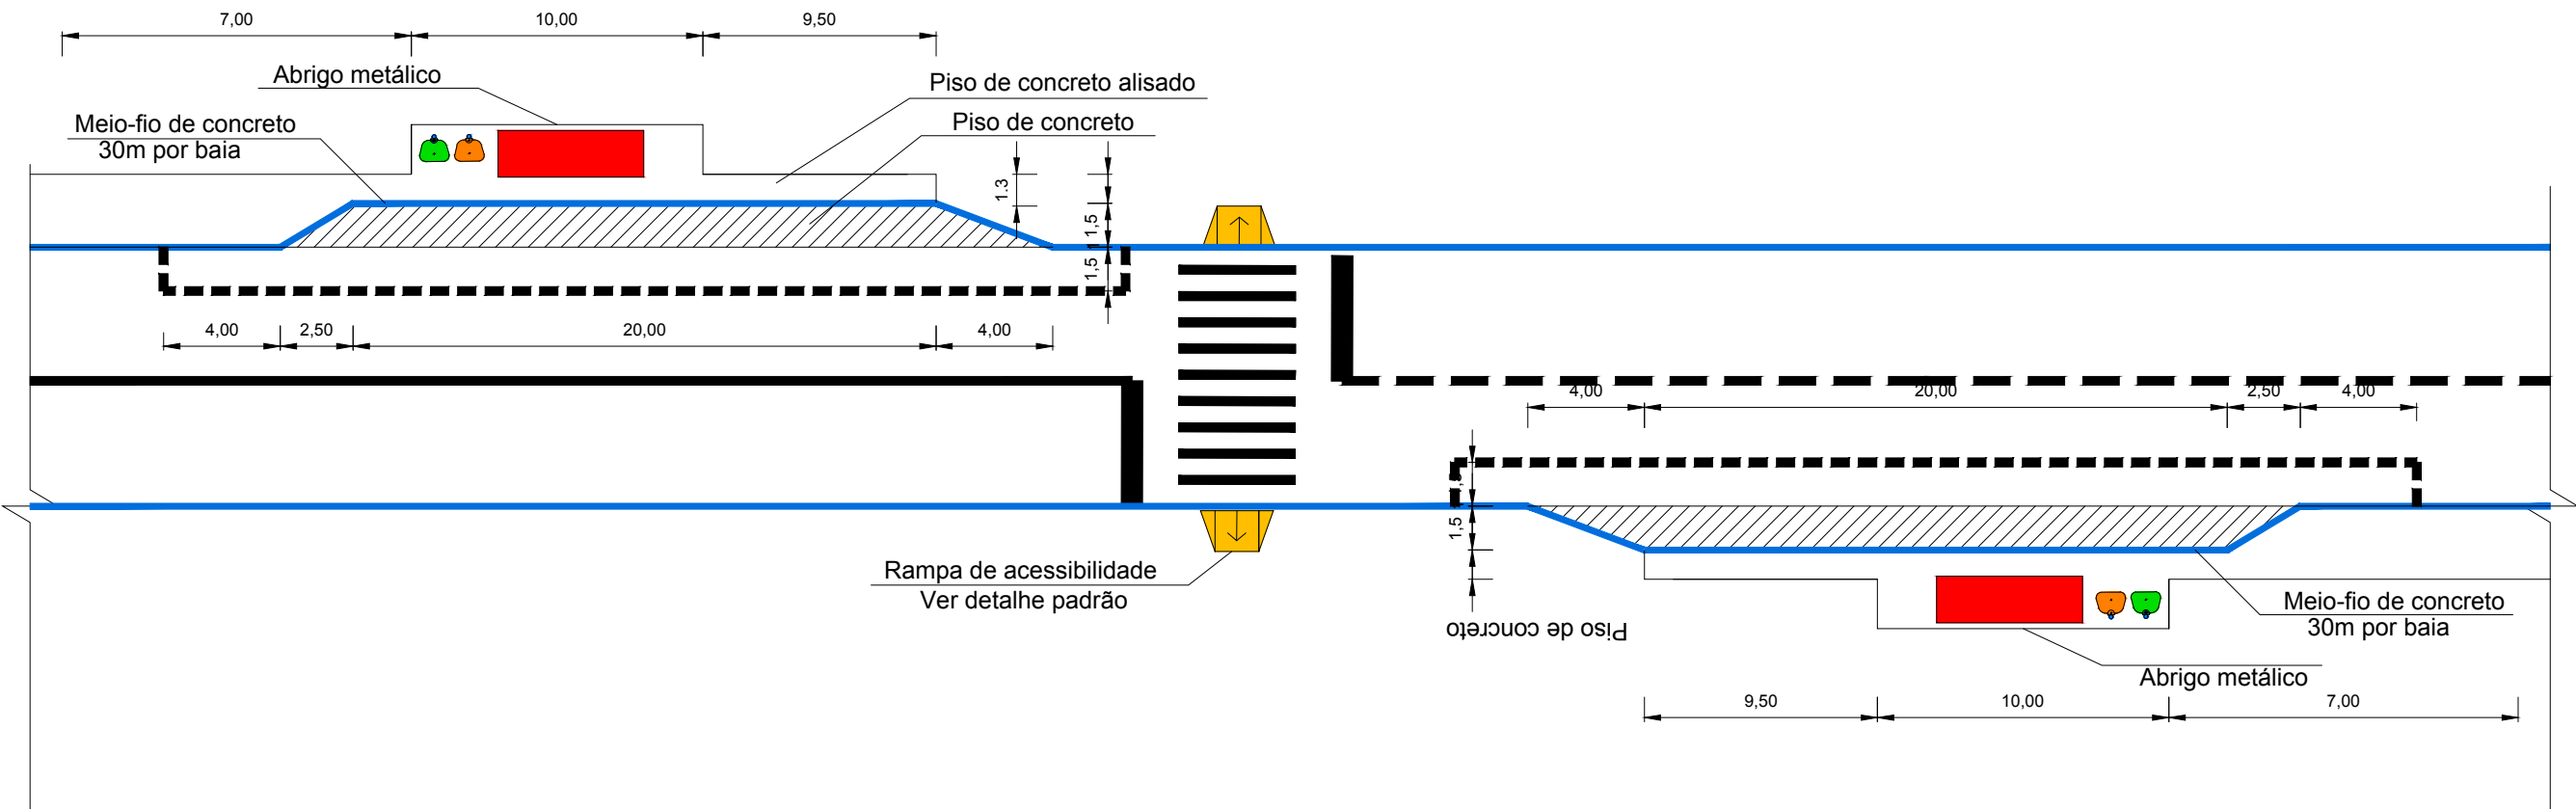 7,00 10,00 9,50
Abrigo metálico
Piso de concreto alisado
Meio-fio de concreto
30m por baia
Piso de concreto
1.3
1,5
1,5
4,00 2,50 20,00 4,00
4,00 20,00 2,50 4,00
1,5
Rampa de acessibilidade
Ver detalhe padrão
Piso de concreto
Meio-fio de concreto
30m por baia
Abrigo metálico
9,50 10,00 7,00